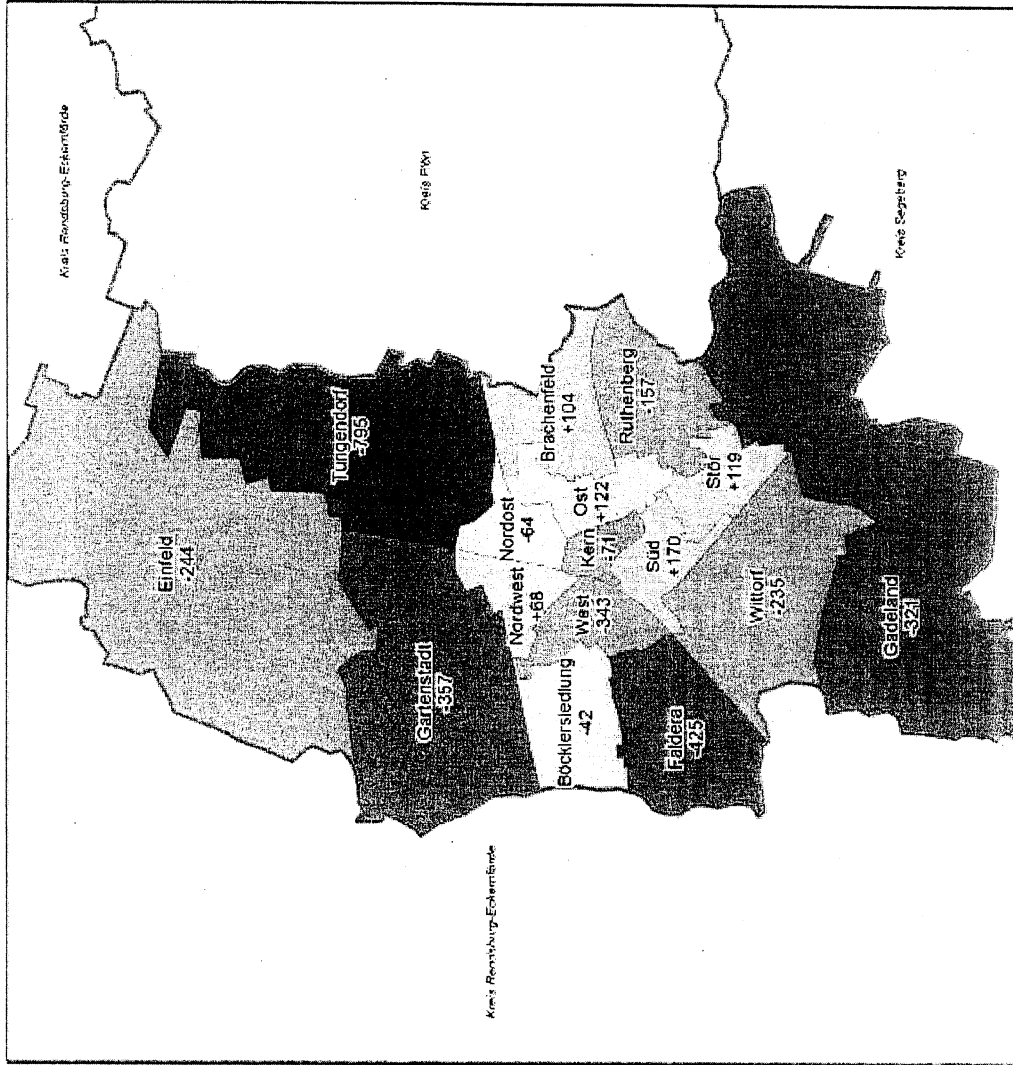 Kreis Rendsburg-Eckernförde
Kreis Plön
Einfeld
-244
Tungendorf
-795
Gartenstadt
-357
Nordost
-64
Brachenfeld
+104
Nordwest
+68
Ost
+122
Ruthenberg
-157
Kern
-71
West
-343
Böcklersiedlung
-42
Süd
+170
Stör
+119
Faldera
-425
Wittorf
-235
Gadeland
-321
Kreis Rendsburg-Eckernförde
Kreis Segeberg